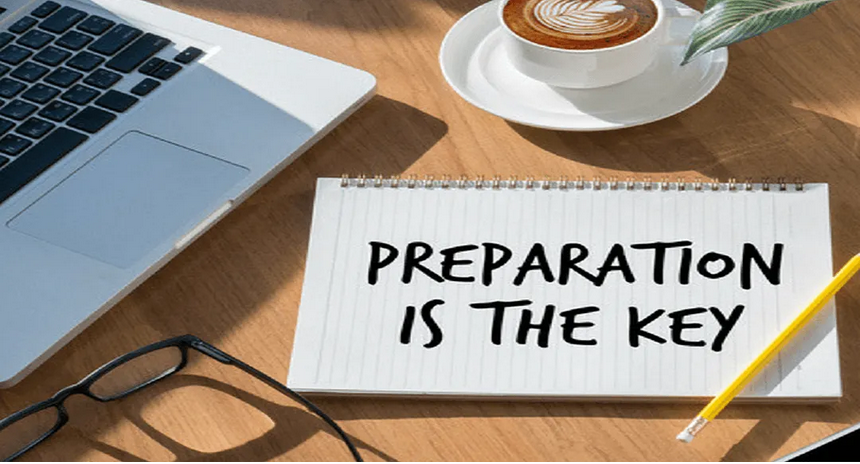 PREPARATION
IS THE KEY